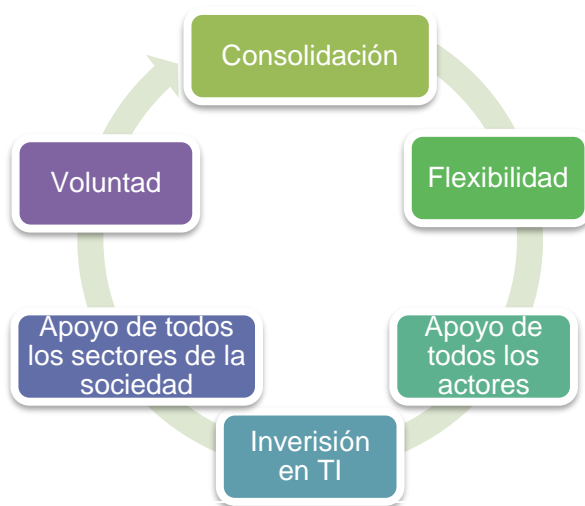 Consolidación
Flexibilidad
Apoyo de
todos los
actores
Inverisión
en TI
Apoyo de todos
los sectores de la
sociedad
Voluntad